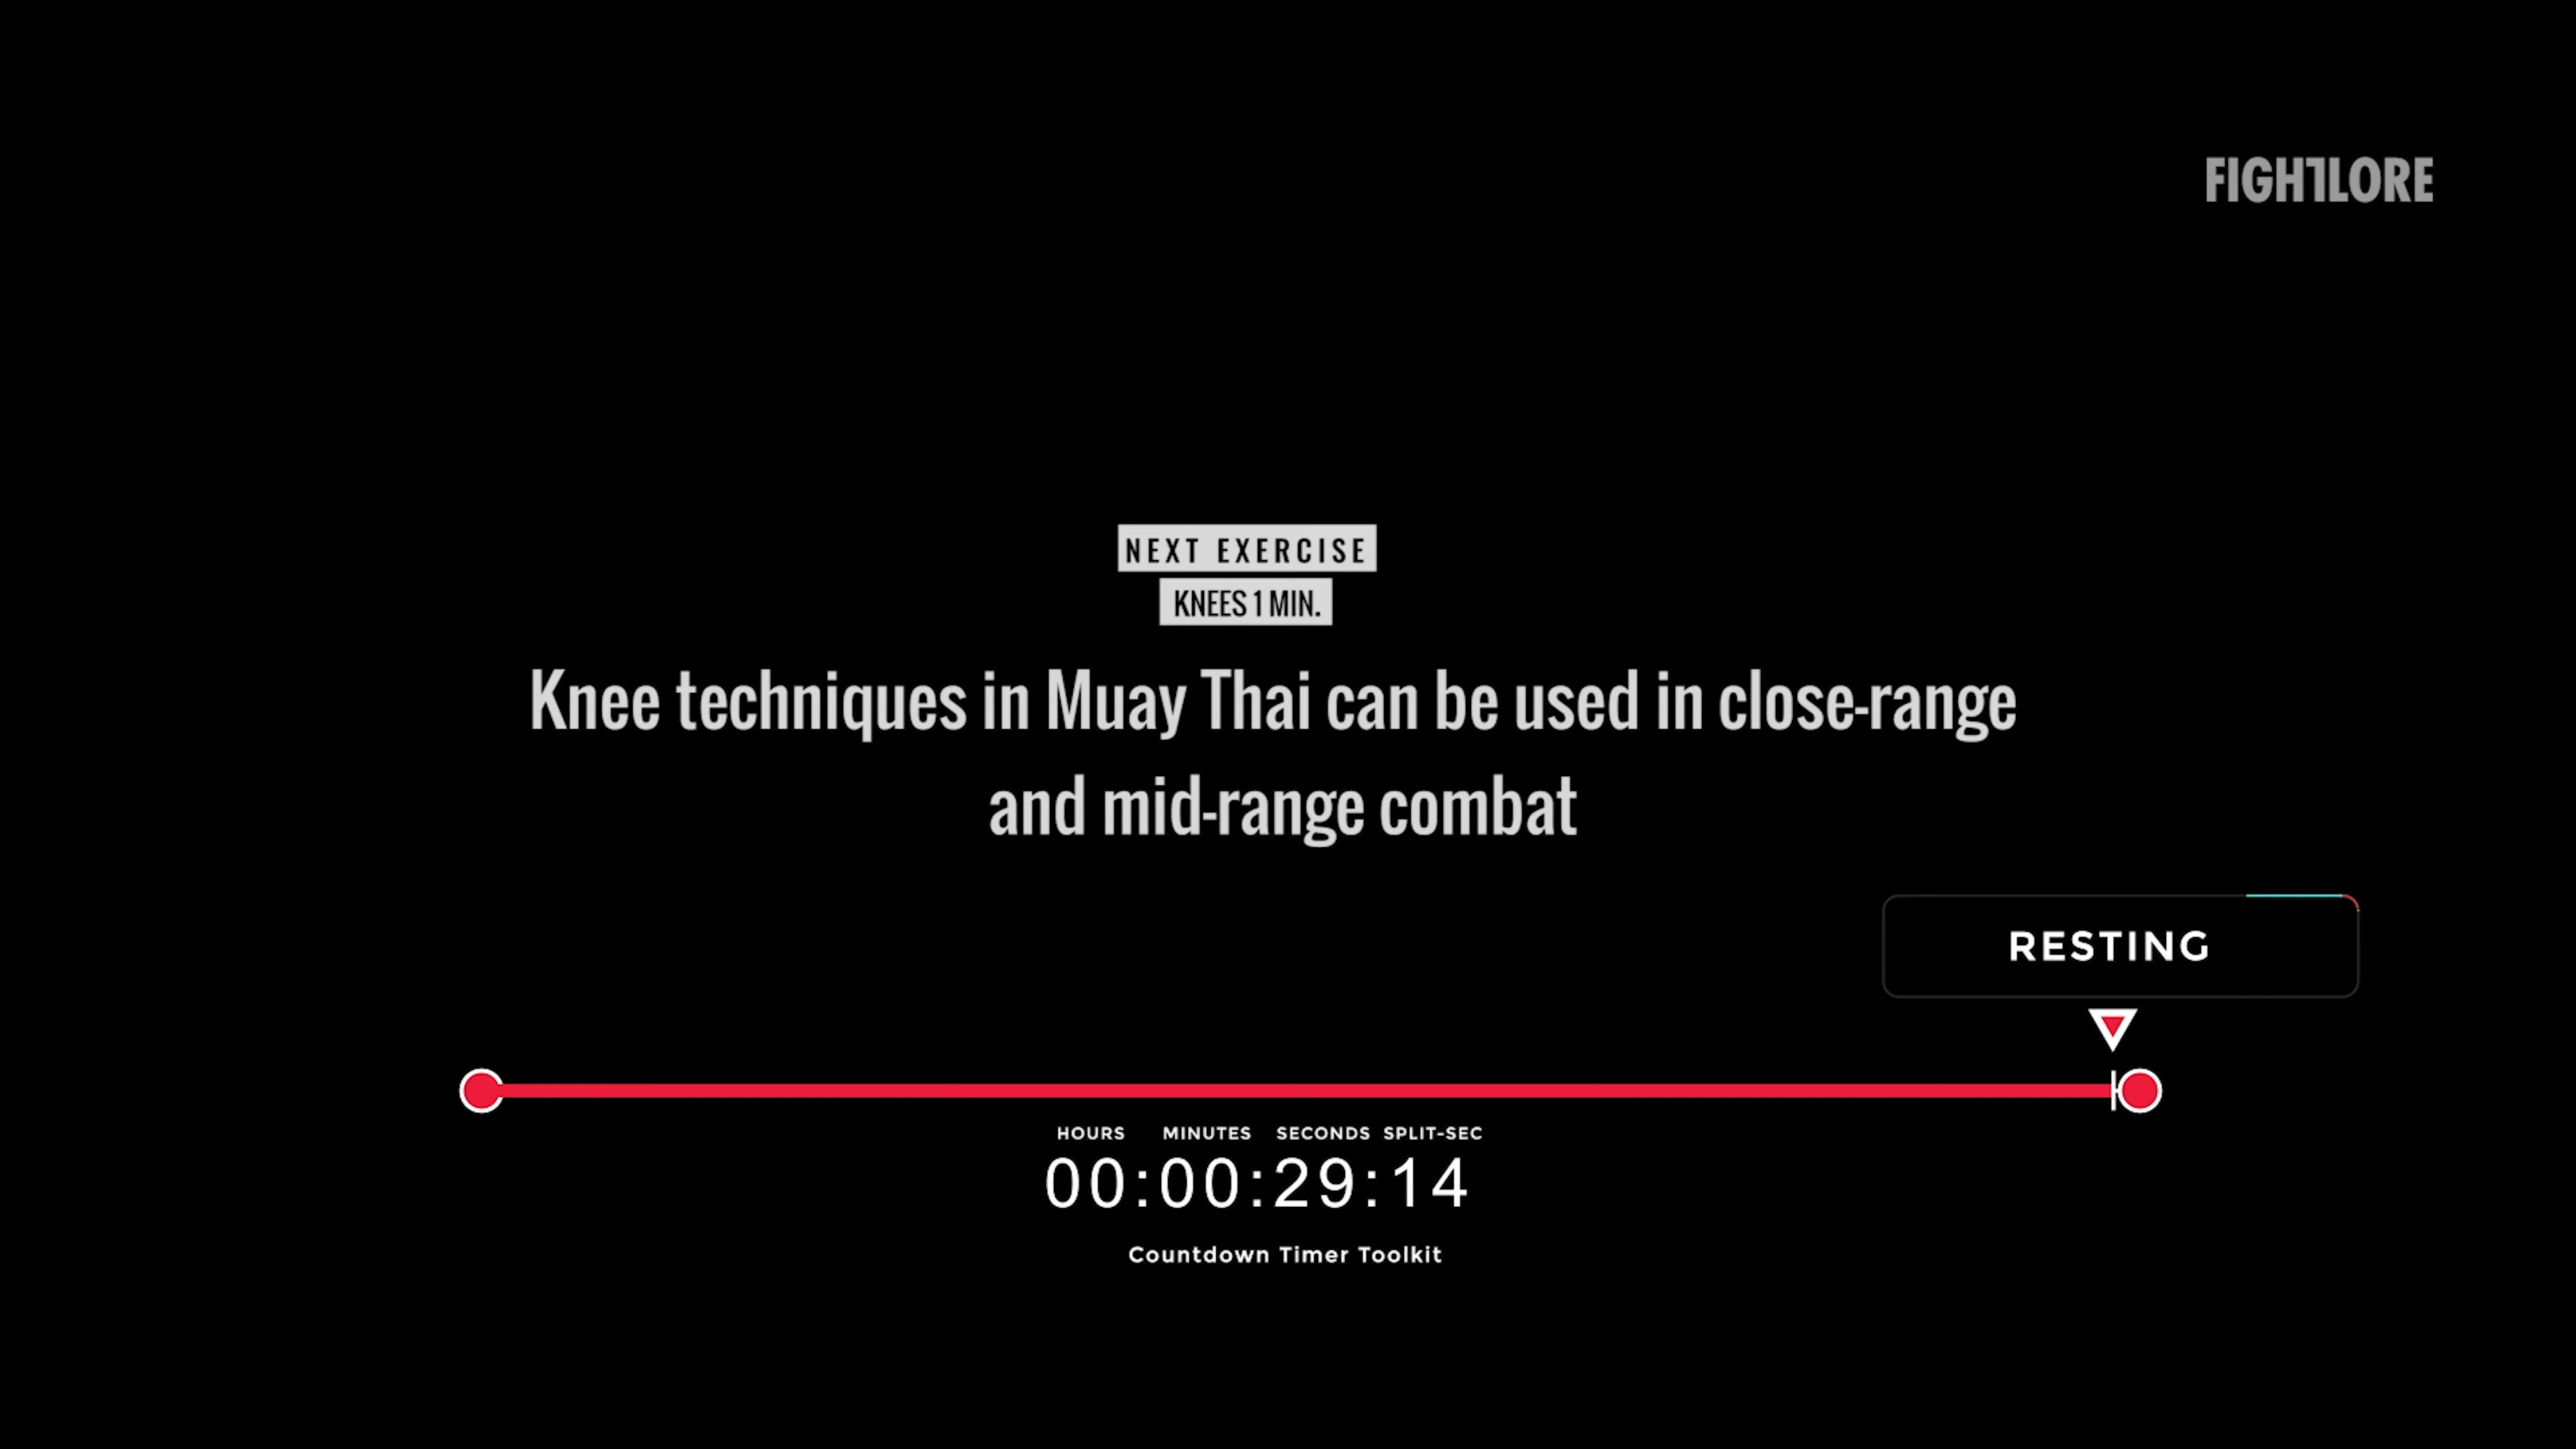 FIGHTLORE
NEXT EXERCISE
KNEES 1 MIN.
Knee techniques in Muay Thai can be used in close-range
and mid-range combat
RESTING
HOURS MINUTES SECONDS SPLIT-SEC
00:00:29:14
Countdown Timer Toolkit